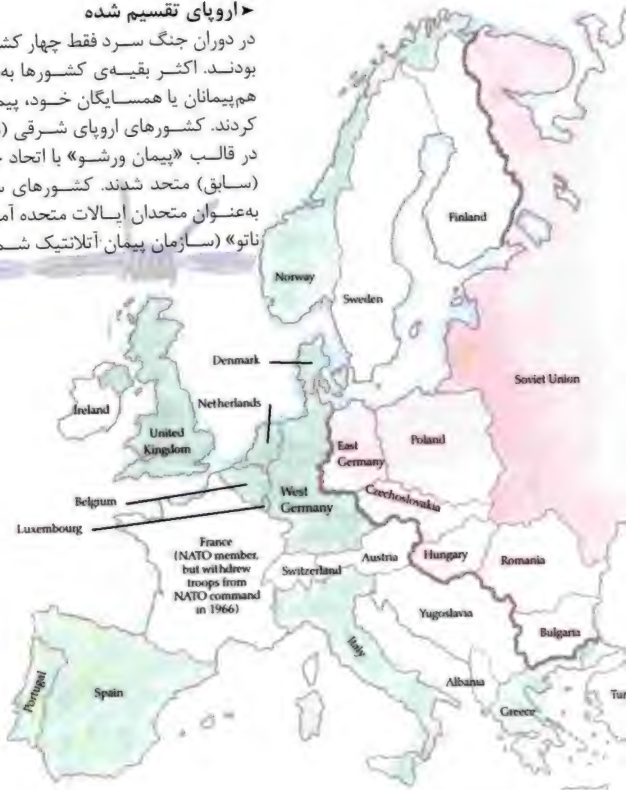 ◄اروپای تقسیم شده
در دوران جنگ سرد فقط چهار
بودند. اکثر بقیه‌ی کشورها به
هم‌پیمانان یا همسایگان خود،
کردند. کشورهای اروپای شرقی
در قالب «پیمان ورشو» با اتحاد
(سابق) متحد شدند. کشورهای
به‌عنوان متحدان ایالات متحده
ناتو» (سازمان پیمان آتلانتیک
Finland
Norway
Sweden
Denmark
Soviet Union
Netherlands
Ireland
United
Kingdom
East
Germany
Poland
Belgium
West
Germany
Czechoslovakia
Luxembourg
France
(NATO member,
but withdrew
troops from
NATO command
in 1966)
Switzerland
Austria
Hungary
Romania
Yugoslavia
Bulgaria
Italy
Portugal
Spain
Albania
Greece